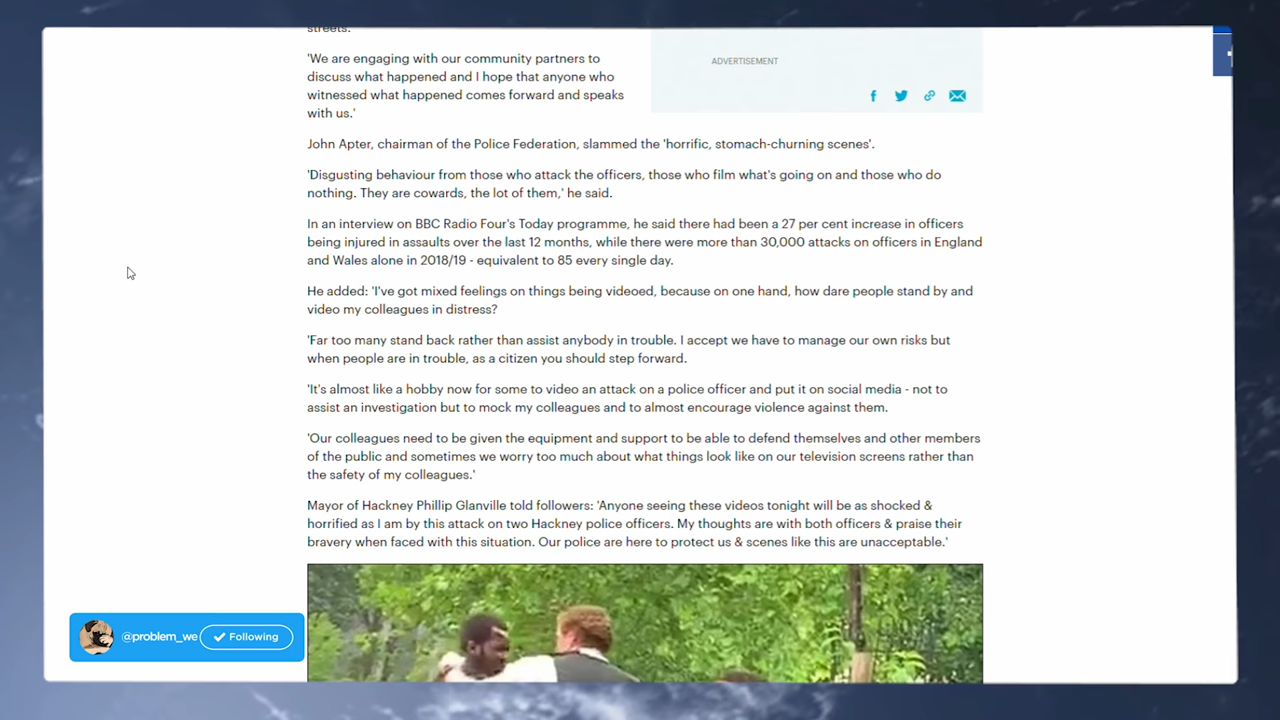 streets.
'We are engaging with our community partners to
discuss what happened and I hope that anyone who
witnessed what happened comes forward and speaks
with us.'
ADVERTISEMENT
John Apter, chairman of the Police Federation, slammed the 'horrific, stomach-churning scenes'.
'Disgusting behaviour from those who attack the officers, those who film what's going on and those who do
nothing. They are cowards, the lot of them,' he said.
In an interview on BBC Radio Four's Today programme, he said there had been a 27 per cent increase in officers
being injured in assaults over the last 12 months, while there were more than 30,000 attacks on officers in England
and Wales alone in 2018/19 - equivalent to 85 every single day.
He added: 'I've got mixed feelings on things being videoed, because on one hand, how dare people stand by and
video my colleagues in distress?
'Far too many stand back rather than assist anybody in trouble. I accept we have to manage our own risks but
when people are in trouble, as a citizen you should step forward.
'It's almost like a hobby now for some to video an attack on a police officer and put it on social media - not to
assist an investigation but to mock my colleagues and to almost encourage violence against them.
'Our colleagues need to be given the equipment and support to be able to defend themselves and other members
of the public and sometimes we worry too much about what things look like on our television screens rather than
the safety of my colleagues.'
Mayor of Hackney Phillip Glanville told followers: 'Anyone seeing these videos tonight will be as shocked &
horrified as I am by this attack on two Hackney police officers. My thoughts are with both officers & praise their
bravery when faced with this situation. Our police are here to protect us & scenes like this are unacceptable.'
@problem_we
Following